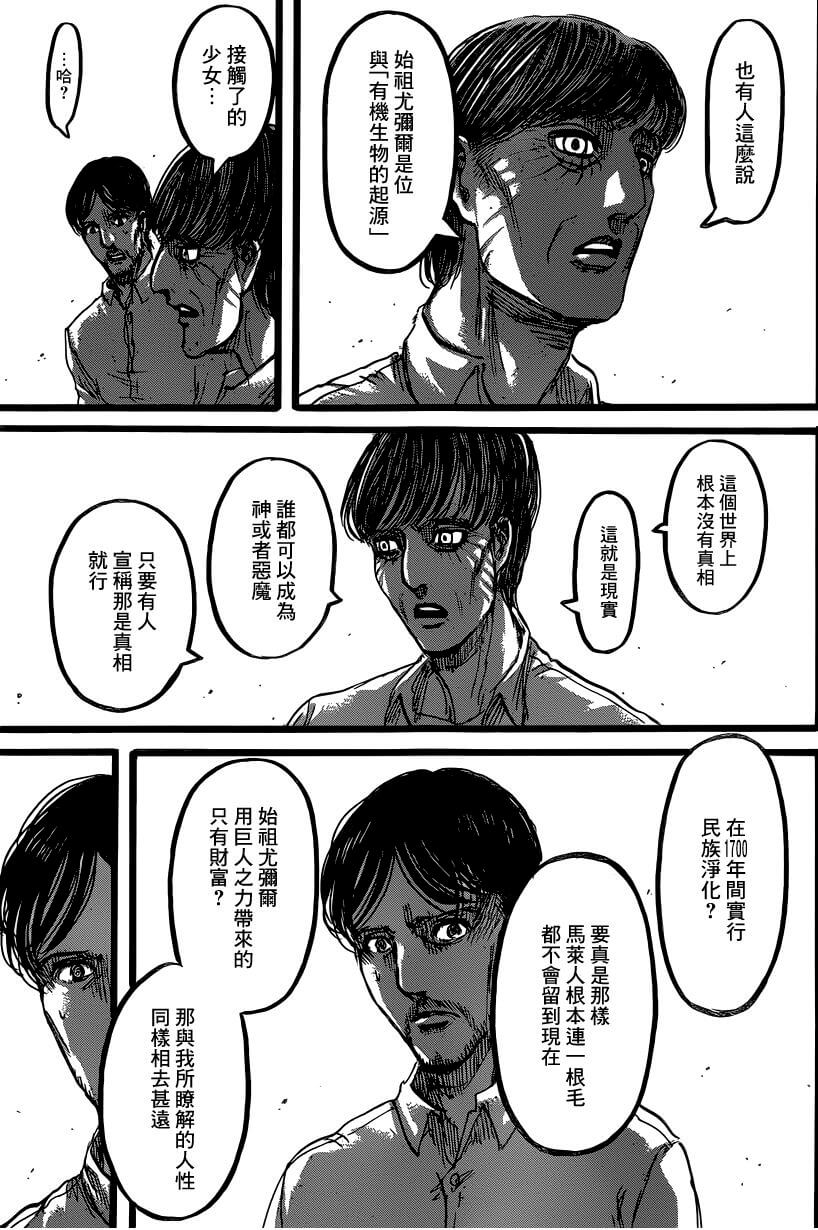 也有人這麼說
始祖尤彌爾是位
與「有機生物的起源」
接觸了的
少女…
…哈？
這個世界上
根本沒有真相
這就是現實
誰都可以成為
神或者惡魔
只要有人
宣稱那是真相
就行
在1700年間實行
民族淨化？
要真是那樣
馬萊人根本連一根毛
都不會留到現在
始祖尤彌爾
用巨人之力帶來的
只有財富？
那與我所瞭解的人性
同樣相去甚遠